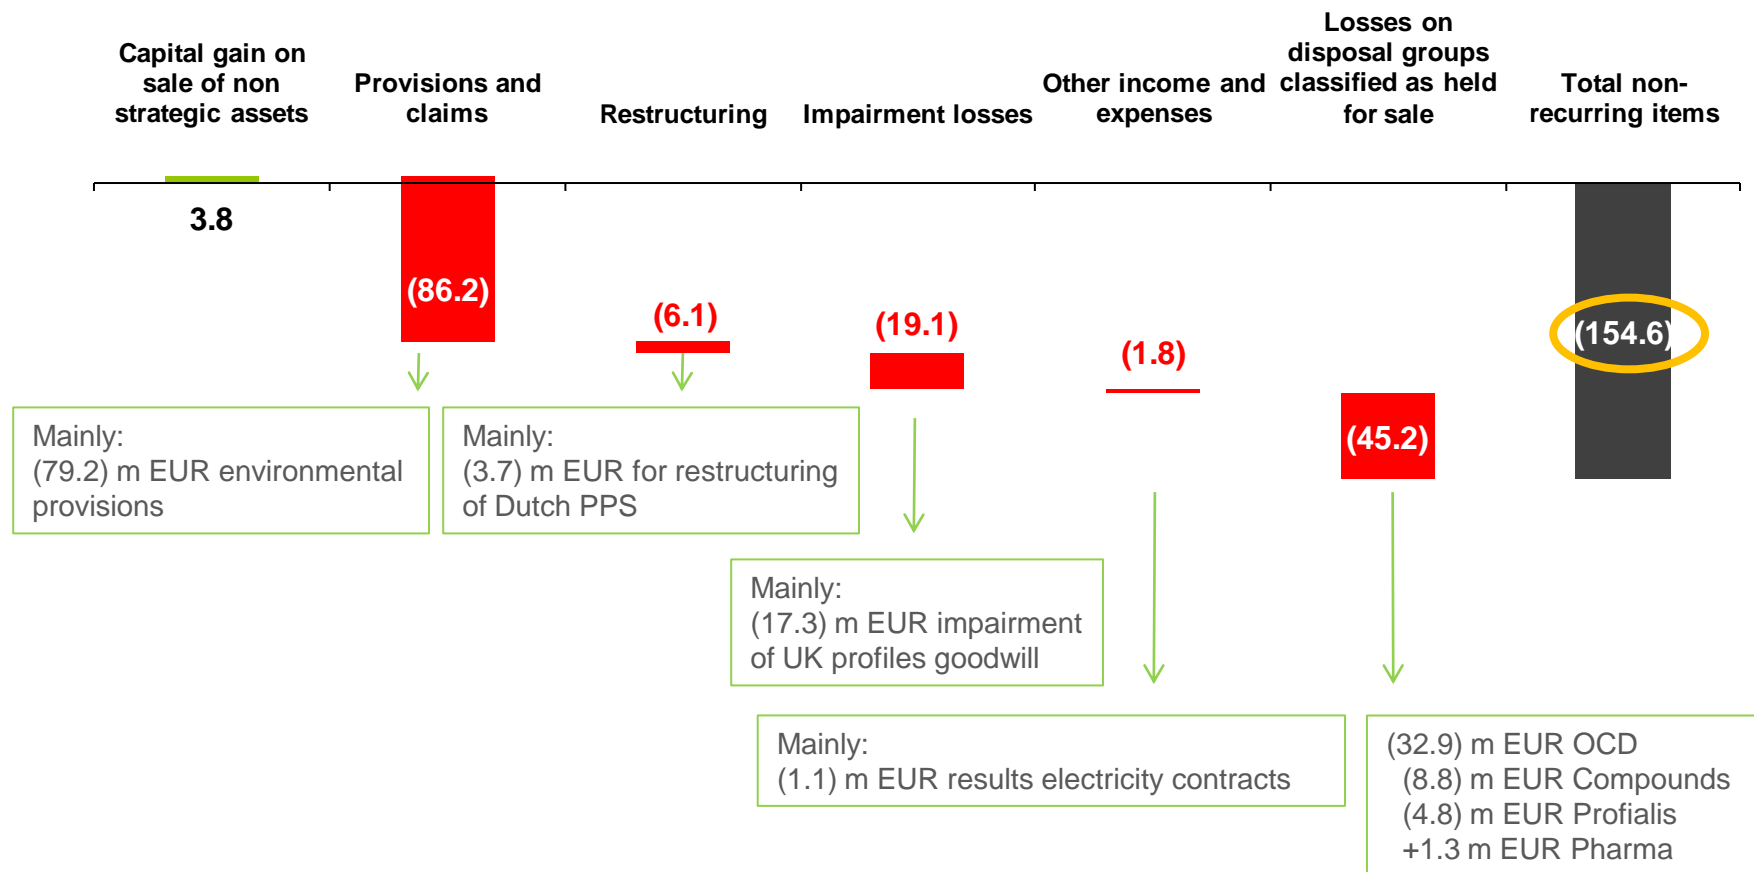 Capital gain on
sale of non
strategic assets
Provisions and
claims
Restructuring
Impairment losses
Other income and
expenses
Losses on
disposal groups
classified as held
for sale
Total non-
recurring items
3.8
(86.2)
(6.1)
(19.1)
(1.8)
(45.2)
(154.6)
Mainly:
(79.2) m EUR environmental
provisions
Mainly:
(3.7) m EUR for restructuring
of Dutch PPS
Mainly:
(17.3) m EUR impairment
of UK profiles goodwill
Mainly:
(1.1) m EUR results electricity contracts
(32.9) m EUR OCD
(8.8) m EUR Compounds
(4.8) m EUR Profialis
+1.3 m EUR Pharma